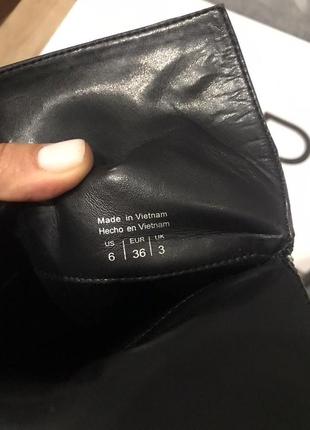 Made in Vietnam
Hecho en Vietnam
US EUR UK
6 36 3